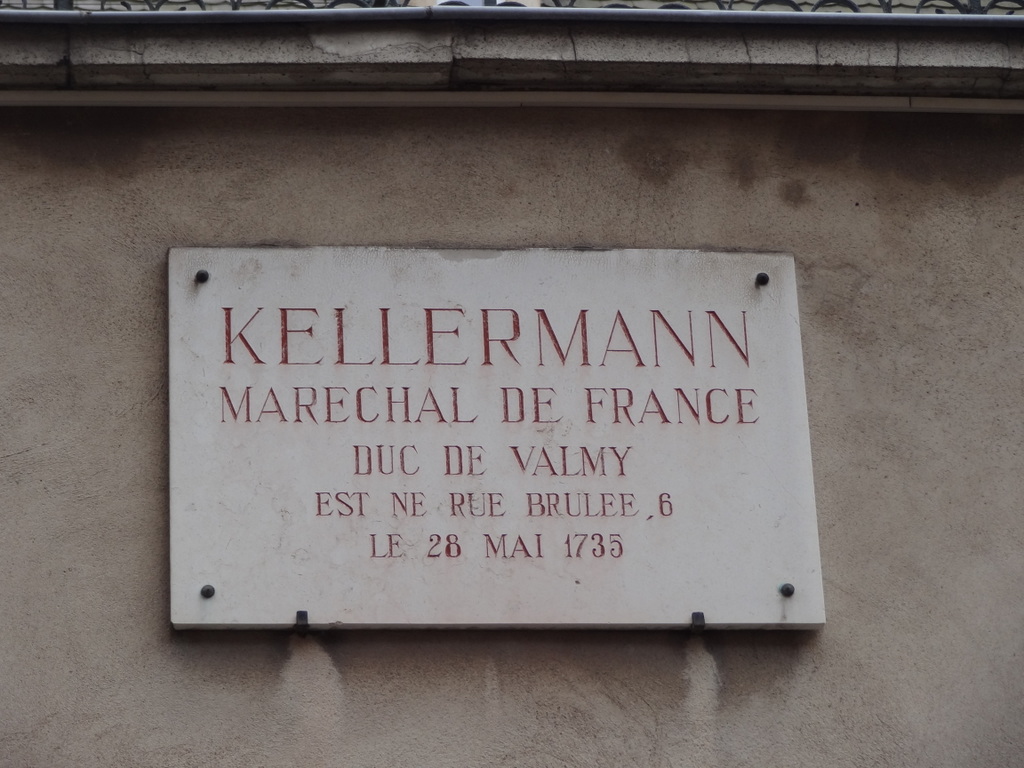 KELLERMANN
MARECHAL DE FRANCE
DUC DE VALMY
EST NE RUE BRULEE, 6
LE 28 MAI 1735